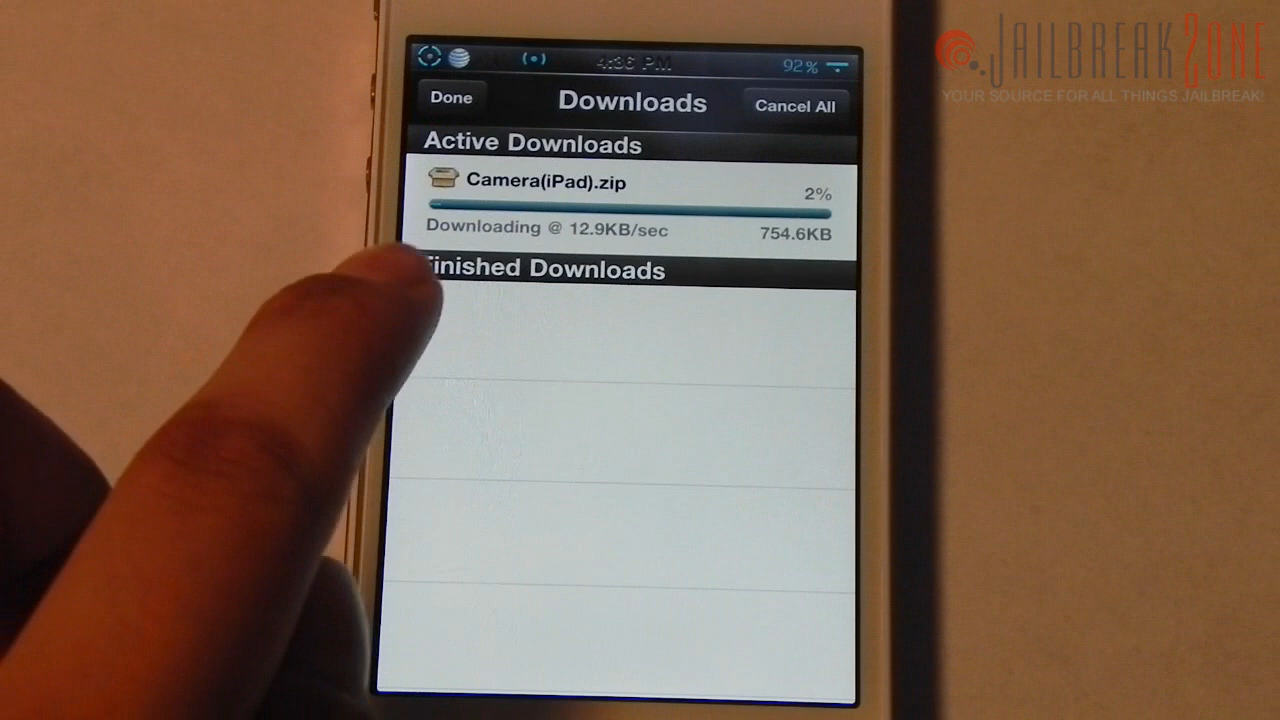 JAILBREAK ZONE
YOUR SOURCE FOR ALL THINGS JAILBREAK!
4:36 PM
92%
Done
Downloads
Cancel All
Active Downloads
Camera(iPad).zip
2%
Downloading @ 12.9KB/sec
754.6KB
Finished Downloads